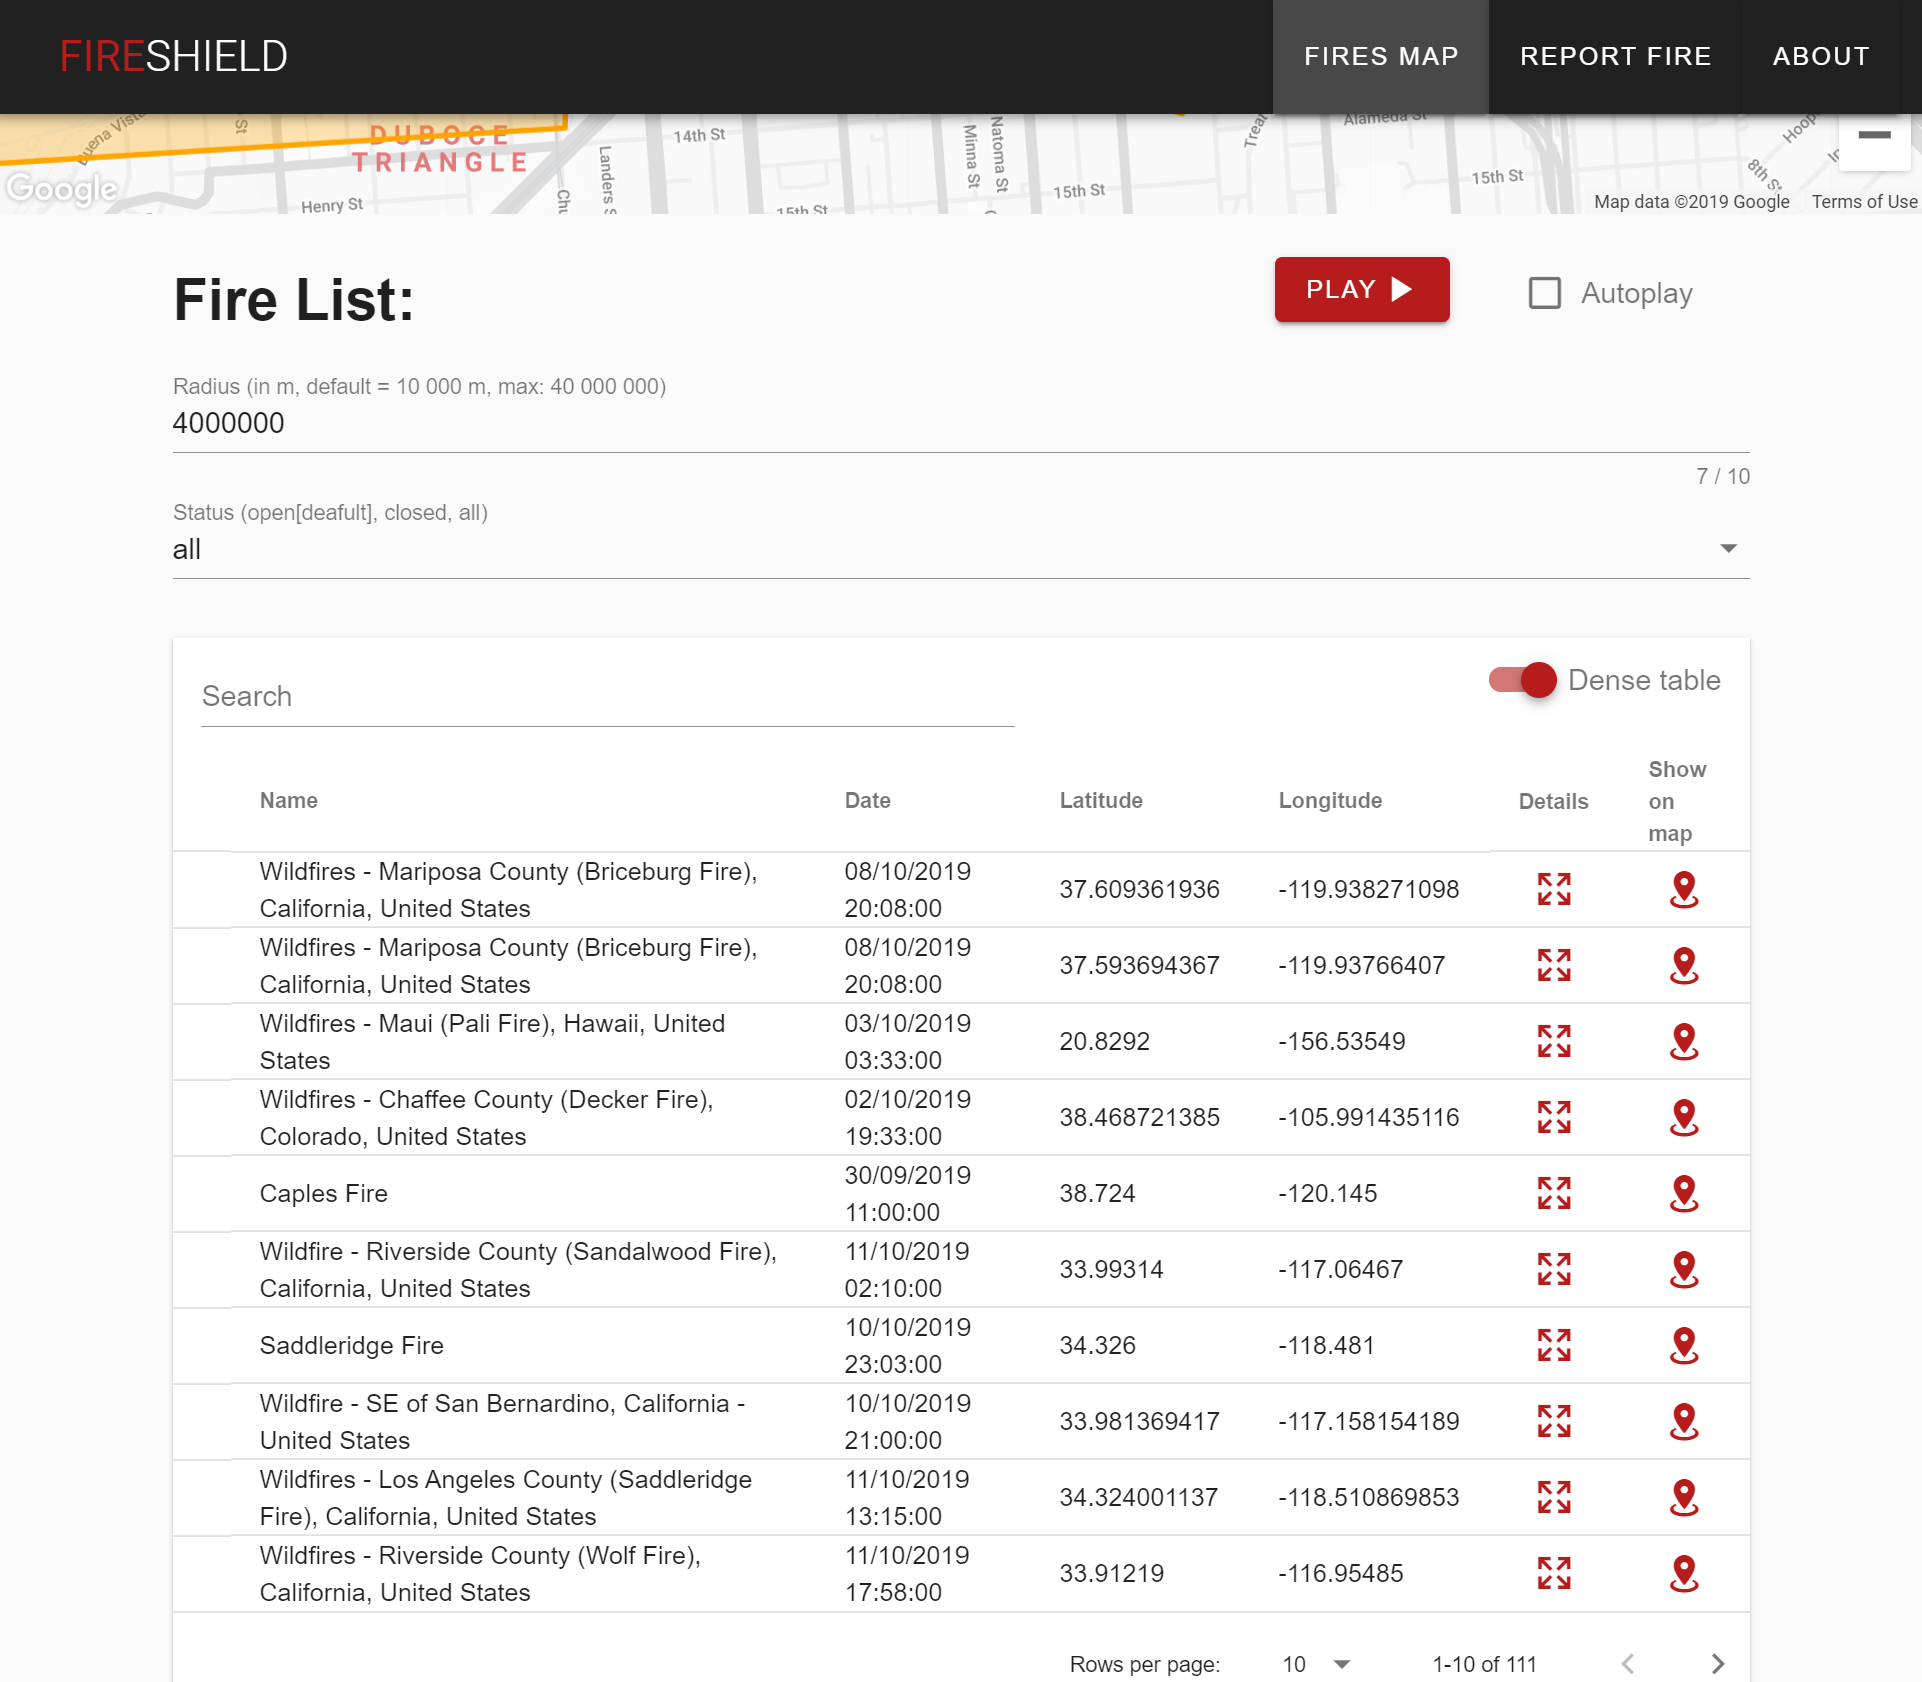 FIRESHIELD
FIRES MAP
REPORT FIRE
ABOUT
Buena Vista
St
DUBOCE
TRIANGLE
Henry St
Landers S
14th St
15th St
Minna St
Natoma St
15th St
Alameda St
15th St
8th St
Google
Map data ©2019 Google
Terms of Use
Fire List:
PLAY
Autoplay
Radius (in m, default = 10 000 m, max: 40 000 000)
4000000
7 / 10
Status (open[deafult], closed, all)
all
Search
Dense table
Name Date Latitude Longitude Details Show
on
map
Wildfires - Mariposa County (Briceburg Fire),
California, United States
08/10/2019
20:08:00
37.609361936
-119.938271098
Wildfires - Mariposa County (Briceburg Fire),
California, United States
08/10/2019
20:08:00
37.593694367
-119.93766407
Wildfires - Maui (Pali Fire), Hawaii, United
States
03/10/2019
03:33:00
20.8292
-156.53549
Wildfires - Chaffee County (Decker Fire),
Colorado, United States
02/10/2019
19:33:00
38.468721385
-105.991435116
Caples Fire
30/09/2019
11:00:00
38.724
-120.145
Wildfire - Riverside County (Sandalwood Fire),
California, United States
11/10/2019
02:10:00
33.99314
-117.06467
Saddleridge Fire
10/10/2019
23:03:00
34.326
-118.481
Wildfire - SE of San Bernardino, California -
United States
10/10/2019
21:00:00
33.981369417
-117.158154189
Wildfires - Los Angeles County (Saddleridge
Fire), California, United States
11/10/2019
13:15:00
34.324001137
-118.510869853
Wildfires - Riverside County (Wolf Fire),
California, United States
11/10/2019
17:58:00
33.91219
-116.95485
Rows per page: 10 1-10 of 111